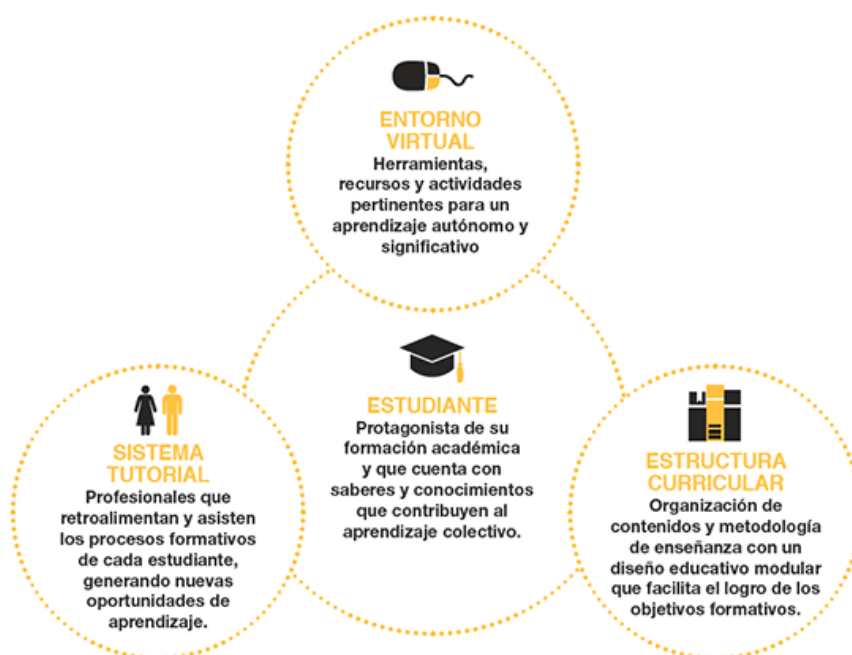 ENTORNO
VIRTUAL
Herramientas,
recursos y actividades
pertinentes para un
aprendizaje autónomo y
significativo
ESTUDIANTE
Protagonista de su
formación académica
y que cuenta con
saberes y conocimientos
que contribuyen al
aprendizaje colectivo.
SISTEMA
TUTORIAL
Profesionales que
retroalimentan y asisten
los procesos formativos
de cada estudiante,
generando nuevas
oportunidades de
aprendizaje.
ESTRUCTURA
CURRICULAR
Organización de
contenidos y metodología
de enseñanza con un
diseño educativo modular
que facilita el logro de los
objetivos formativos.